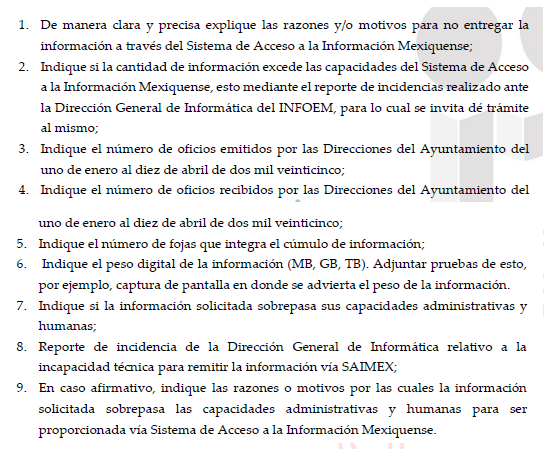 1. De manera clara y precisa explique las razones y/o motivos para no entregar la
información a través del Sistema de Acceso a la Información Mexiquense;
2. Indique si la cantidad de información excede las capacidades del Sistema de Acceso
a la Información Mexiquense, esto mediante el reporte de incidencias realizado ante
la Dirección General de Informática del INFOEM, para lo cual se invita dé trámite
al mismo;
3. Indique el número de oficios emitidos por las Direcciones del Ayuntamiento del
uno de enero al diez de abril de dos mil veinticinco;
4. Indique el número de oficios recibidos por las Direcciones del Ayuntamiento del
uno de enero al diez de abril de dos mil veinticinco;
5. Indique el número de fojas que integra el cúmulo de información;
6. Indique el peso digital de la información (MB, GB, TB). Adjuntar pruebas de esto,
por ejemplo, captura de pantalla en donde se advierta el peso de la información.
7. Indique si la información solicitada sobrepasa sus capacidades administrativas y
humanas;
8. Reporte de incidencia de la Dirección General de Informática relativo a la
incapacidad técnica para remitir la información vía SAIMEX;
9. En caso afirmativo, indique las razones o motivos por las cuales la información
solicitada sobrepasa las capacidades administrativas y humanas para ser
proporcionada vía Sistema de Acceso a la Información Mexiquense.